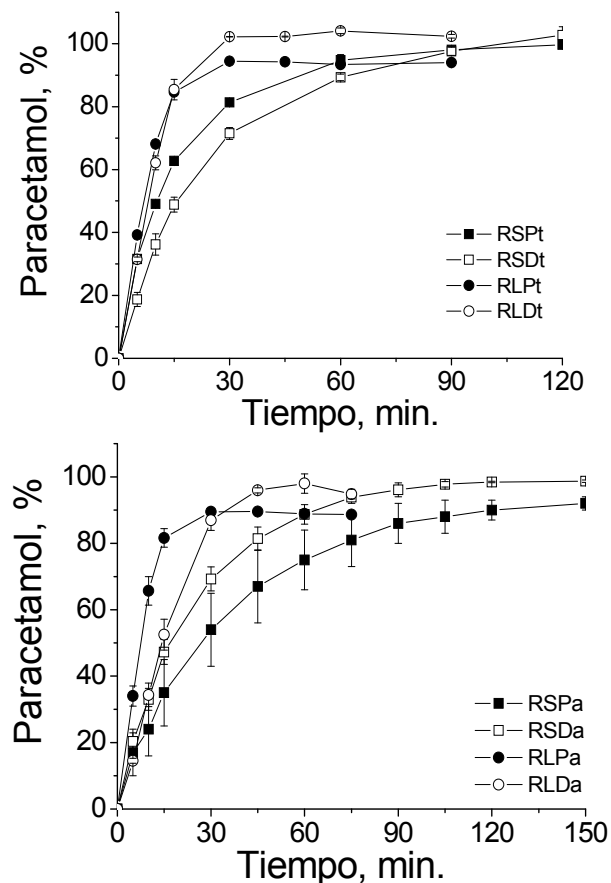 Paracetamol, %
100
80
60
40
20
0
RSPt
RSDt
RLPt
RLDt
0 30 60 90 120
Tiempo, min.
Paracetamol, %
100
80
60
40
20
0
RSPa
RSDa
RLPa
RLDa
0 30 60 90 120 150
Tiempo, min.